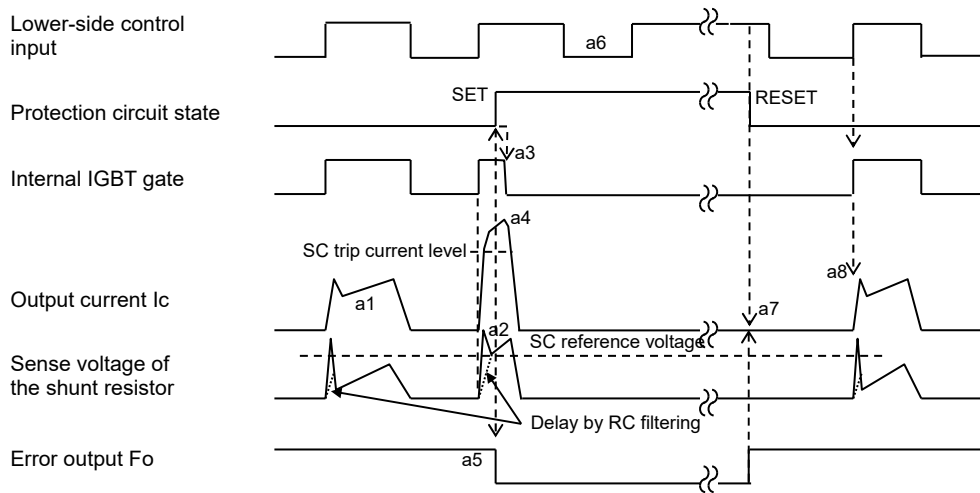 Lower-side control
input
a6
SET
RESET
Protection circuit state
a3
Internal IGBT gate
a4
SC trip current level
a8
Output current Ic
a1
a7
a2
SC reference voltage
Sense voltage of
the shunt resistor
Delay by RC filtering
Error output Fo
a5